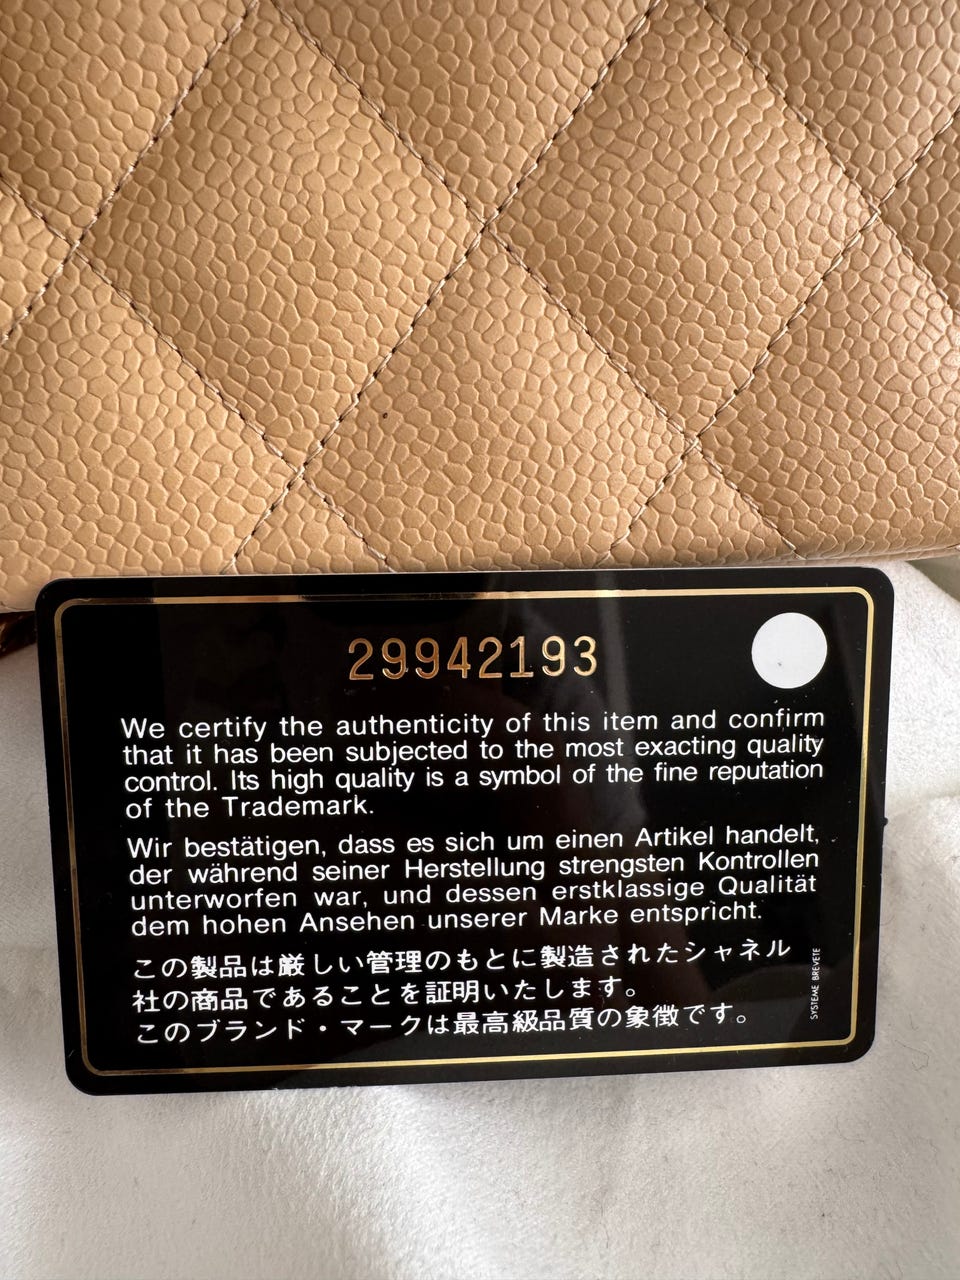 29942193
We certify the authenticity of this item and confirm
that it has been subjected to the most exacting quality
control. Its high quality is a symbol of the fine reputation
of the Trademark.
Wir bestätigen, dass es sich um einen Artikel handelt,
der während seiner Herstellung strengsten Kontrollen
unterworfen war, und dessen erstklassige Qualität
dem hohen Ansehen unserer Marke entspricht.
この製品は厳しい管理のもとに製造されたシャネル
社の商品であることを証明いたします。
このブランド・マークは最高級品質の象徴です。
SYSTEME BREVETE